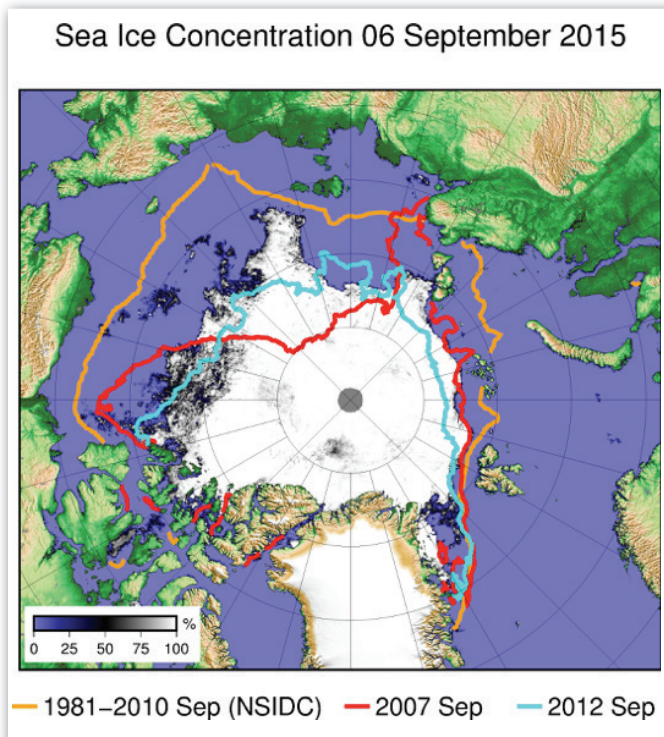 Sea Ice Concentration 06 September 2015
%
0 25 50 75 100
1981–2010 Sep (NSIDC) 2007 Sep 2012 Sep